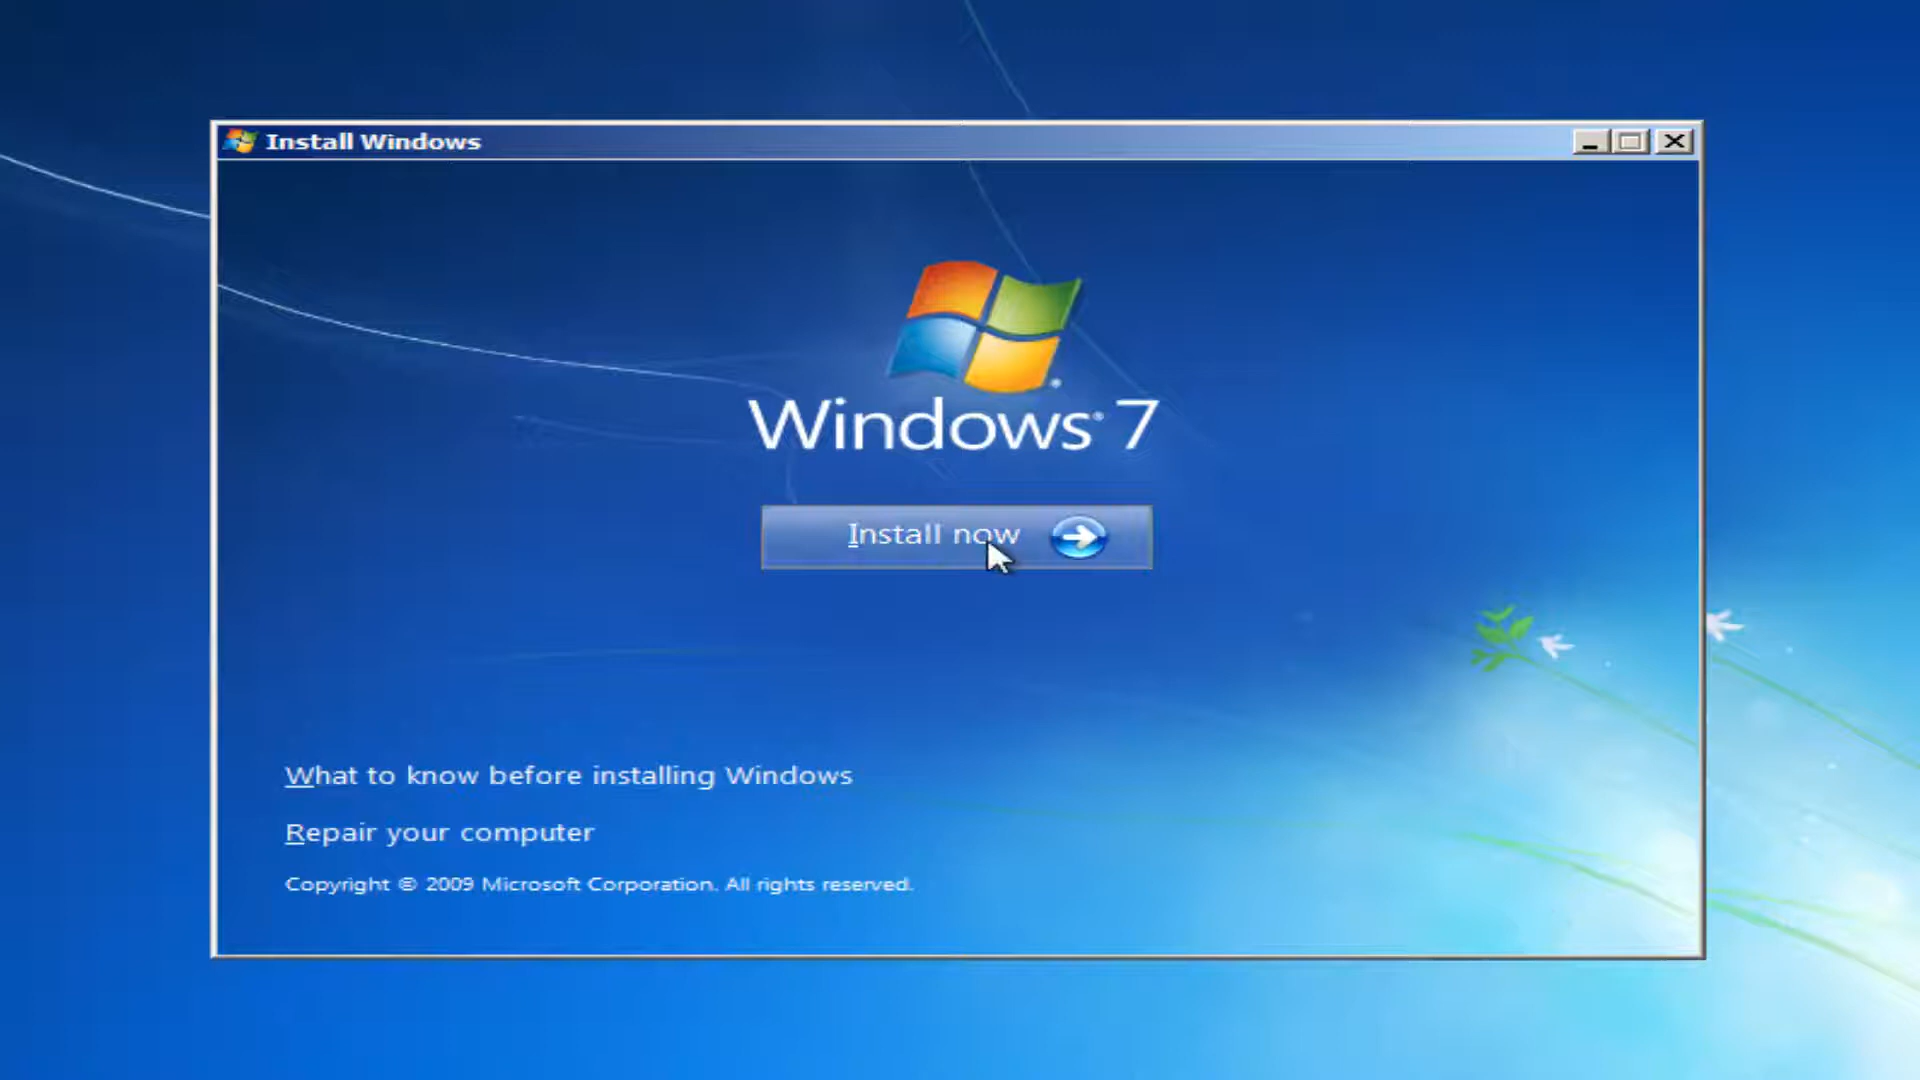 Install Windows
Windows® 7
Install now
What to know before installing Windows
Repair your computer
Copyright © 2009 Microsoft Corporation. All rights reserved.